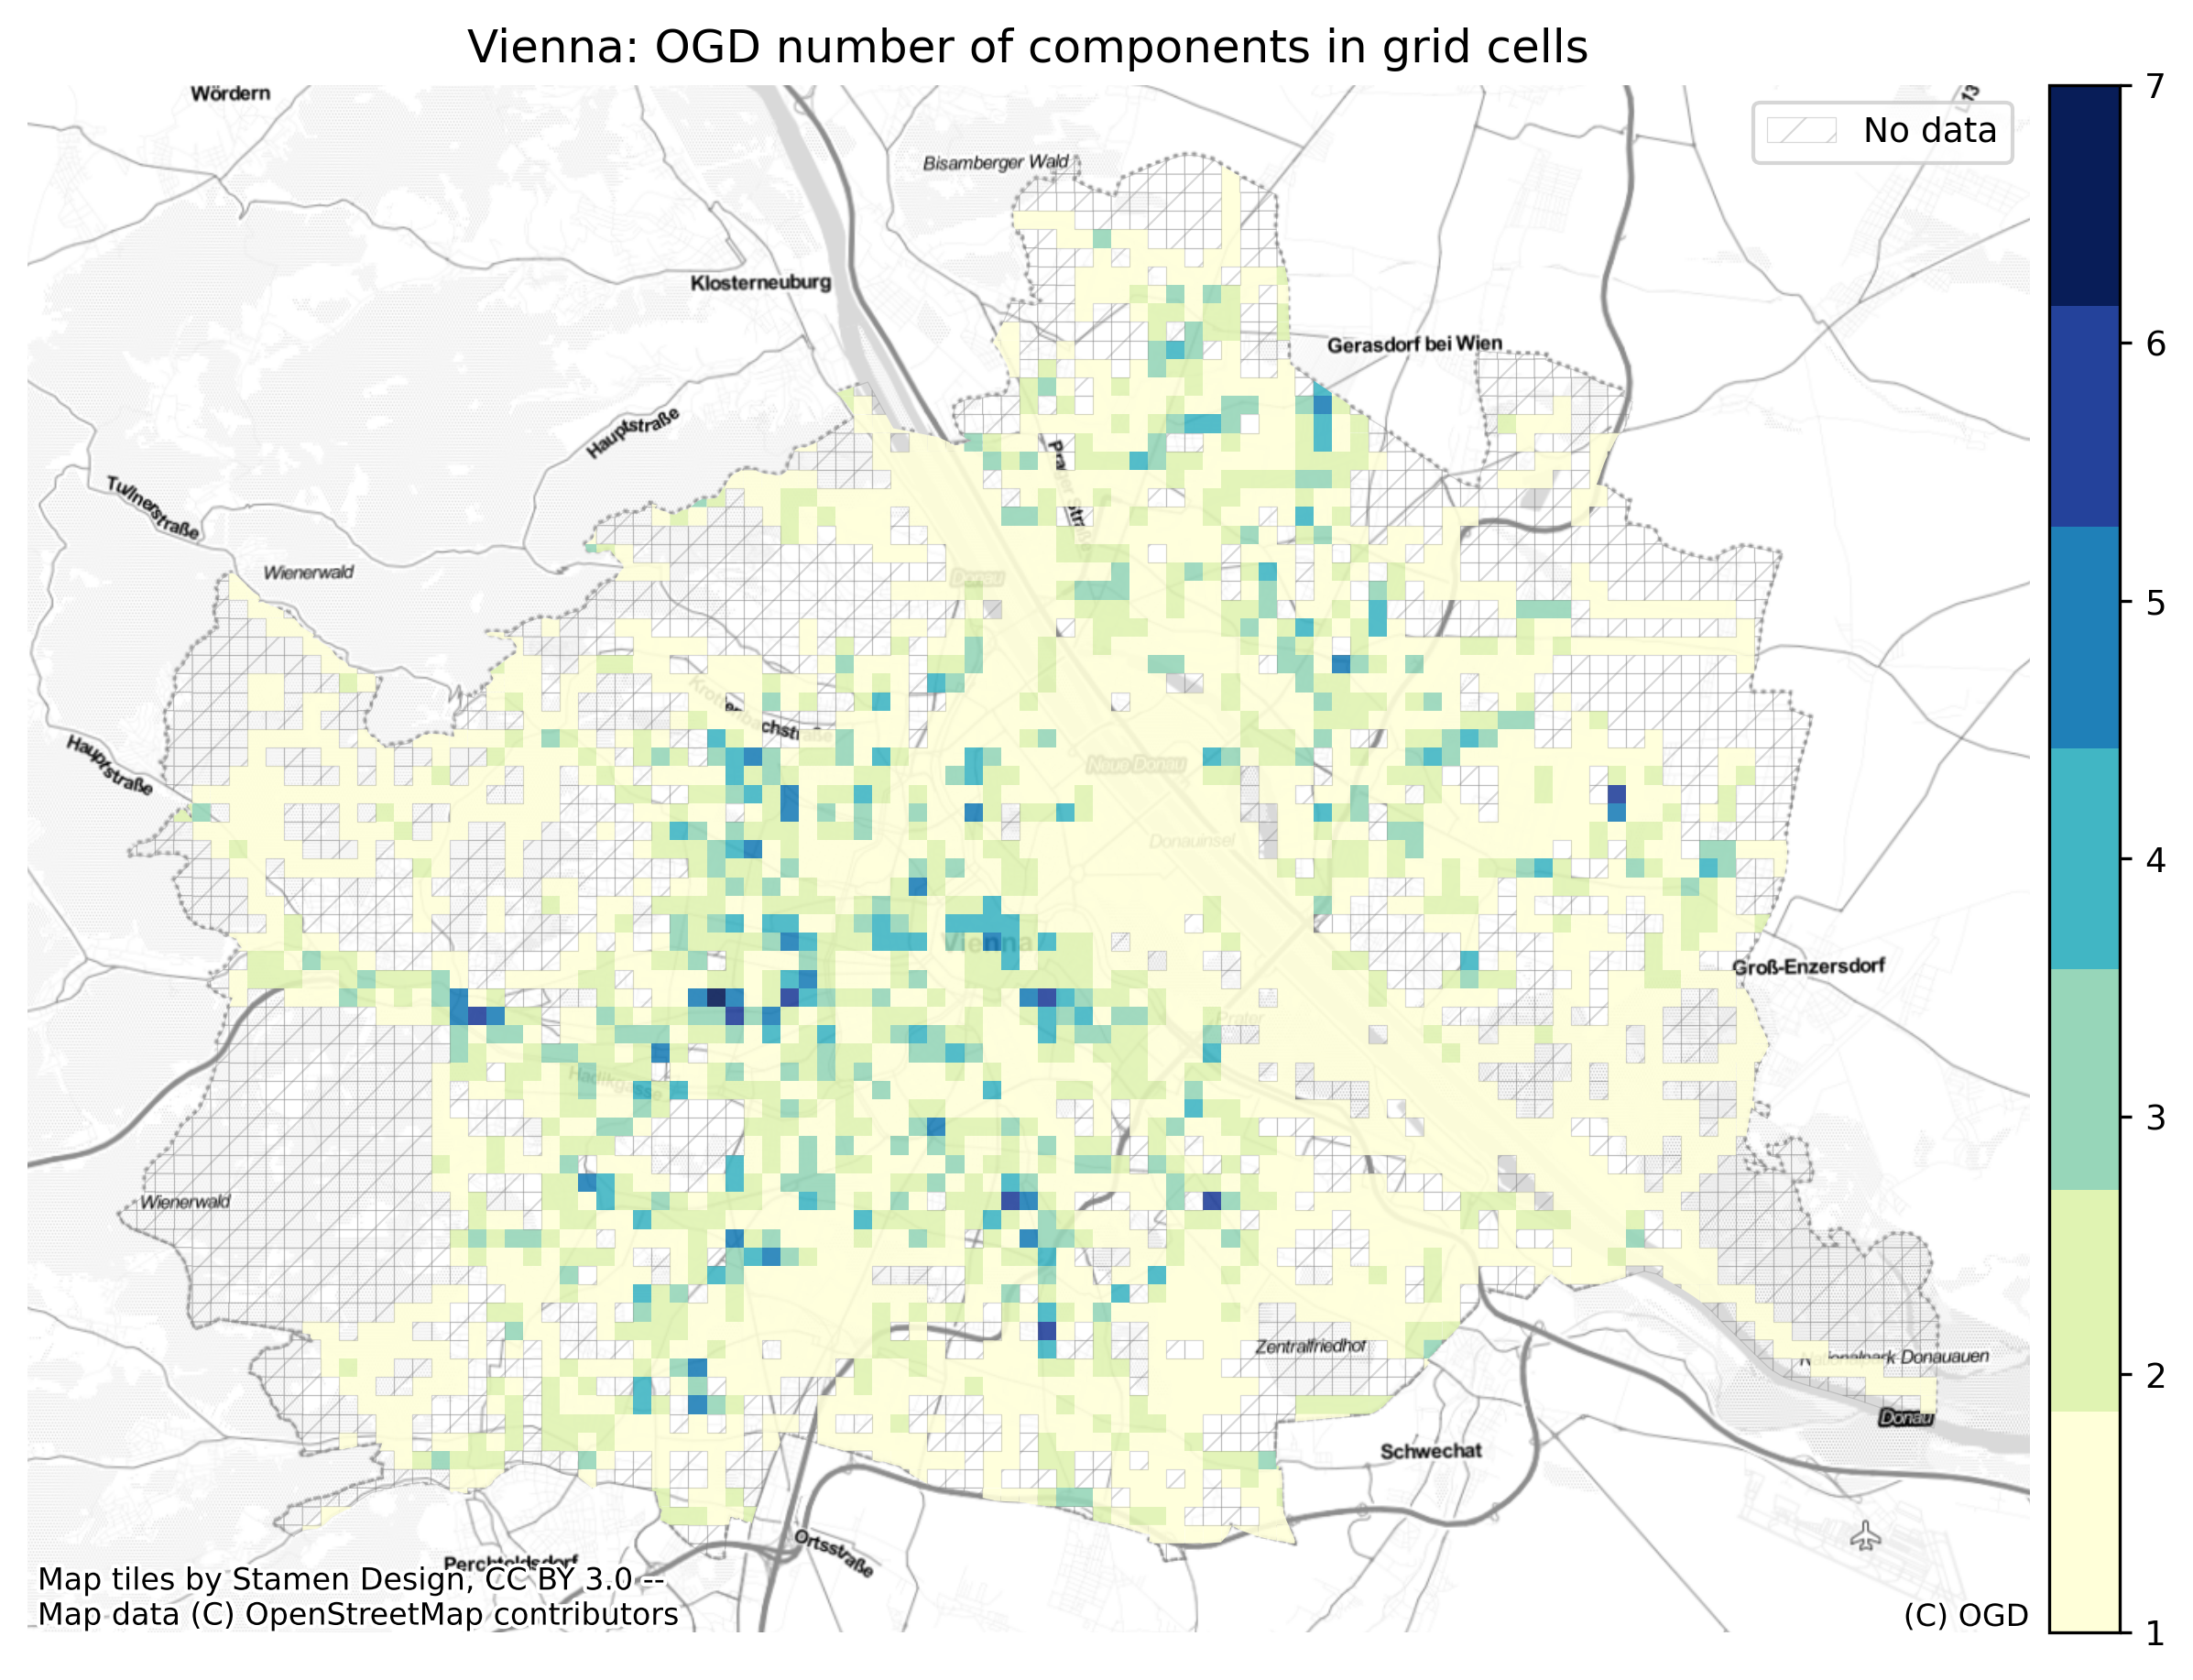 Vienna: OGD number of components in grid cells
Wördern
Bisamberger Wald
No data
7
Klosterneuburg
Gerasdorf bei Wien
6
Hauptstraße
Prager Straße
Tullnerstraße
Wienerwald
Donau
5
Hauptstraße
Neue Donau
Donauinsel
4
Vienna
Groß-Enzersdorf
Prater
Hadikgasse
3
Wienerwald
Zentralfriedhof
Donauauen
2
Donau
Schwechat
Ortsstraße
Perchtoldsdorf
Map tiles by Stamen Design, CC BY 3.0 --
Map data (C) OpenStreetMap contributors
(C) OGD
1